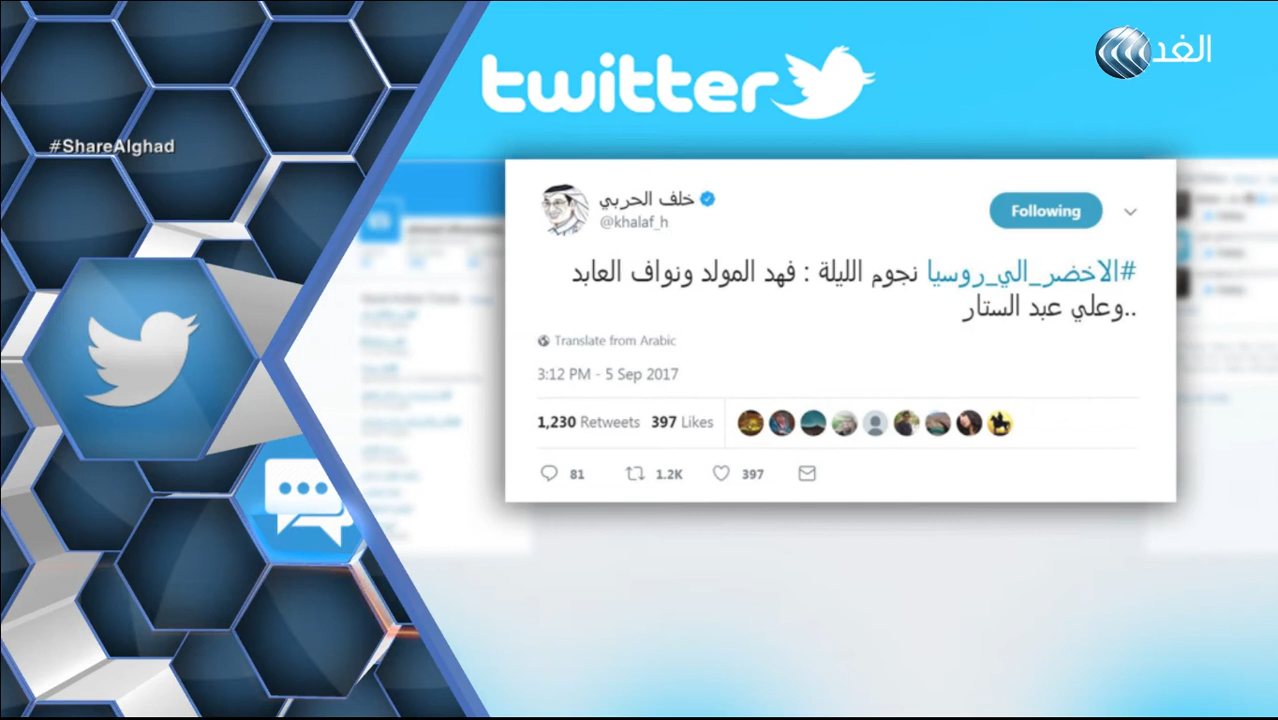 الغد
twitter
#ShareAlghad
خلف الحربي
@khalaf_h
Following
#الاخضر_الي_روسيا نجوم الليلة : فهد المولد ونواف العابد
..وعلي عبد الستار
Translate from Arabic
3:12 PM - 5 Sep 2017
1,230 Retweets 397 Likes
81 1.2K 397